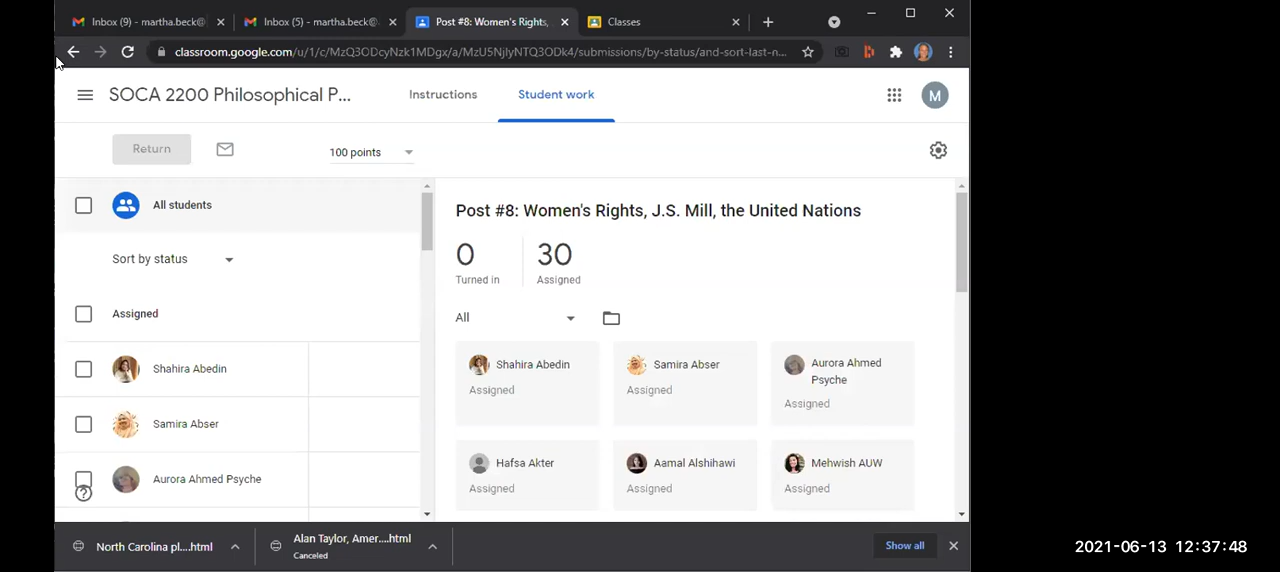 Inbox (9) - martha.beck@
Inbox (5) - martha.beck@
Post #8: Women's Rights,
Classes
classroom.google.com/u/1/c/MzQ3ODcyNzk1MDgx/a/MzU5NjIyNTQ3ODk4/submissions/by-status/and-sort-last-n...
SOCA 2200 Philosophical P...
Instructions
Student work
M
Return
100 points
All students
Sort by status
Assigned
Shahira Abedin
Samira Abser
Aurora Ahmed Psyche
Post #8: Women's Rights, J.S. Mill, the United Nations
0
30
Turned in
Assigned
All
Shahira Abedin
Assigned
Samira Abser
Assigned
Aurora Ahmed
Psyche
Assigned
Hafsa Akter
Assigned
Aamal Alshihawi
Assigned
Mehwish AUW
Assigned
North Carolina pl....html
Alan Taylor, Amer....html
Canceled
Show all
2021-06-13 12:37:48